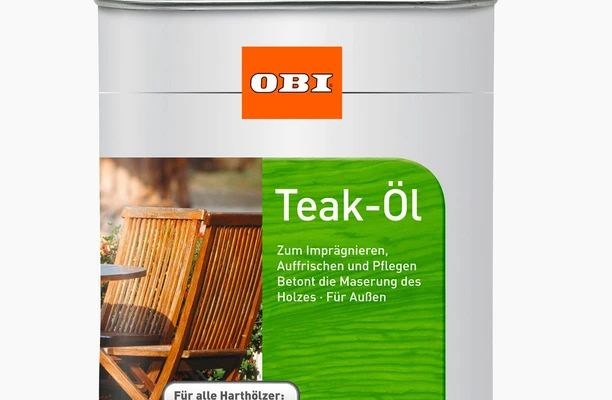 OBI
Teak-Öl
Zum Imprägnieren,
Auffrischen und Pflegen
Betont die Maserung des
Holzes · Für Außen
Für alle Harthölzer: